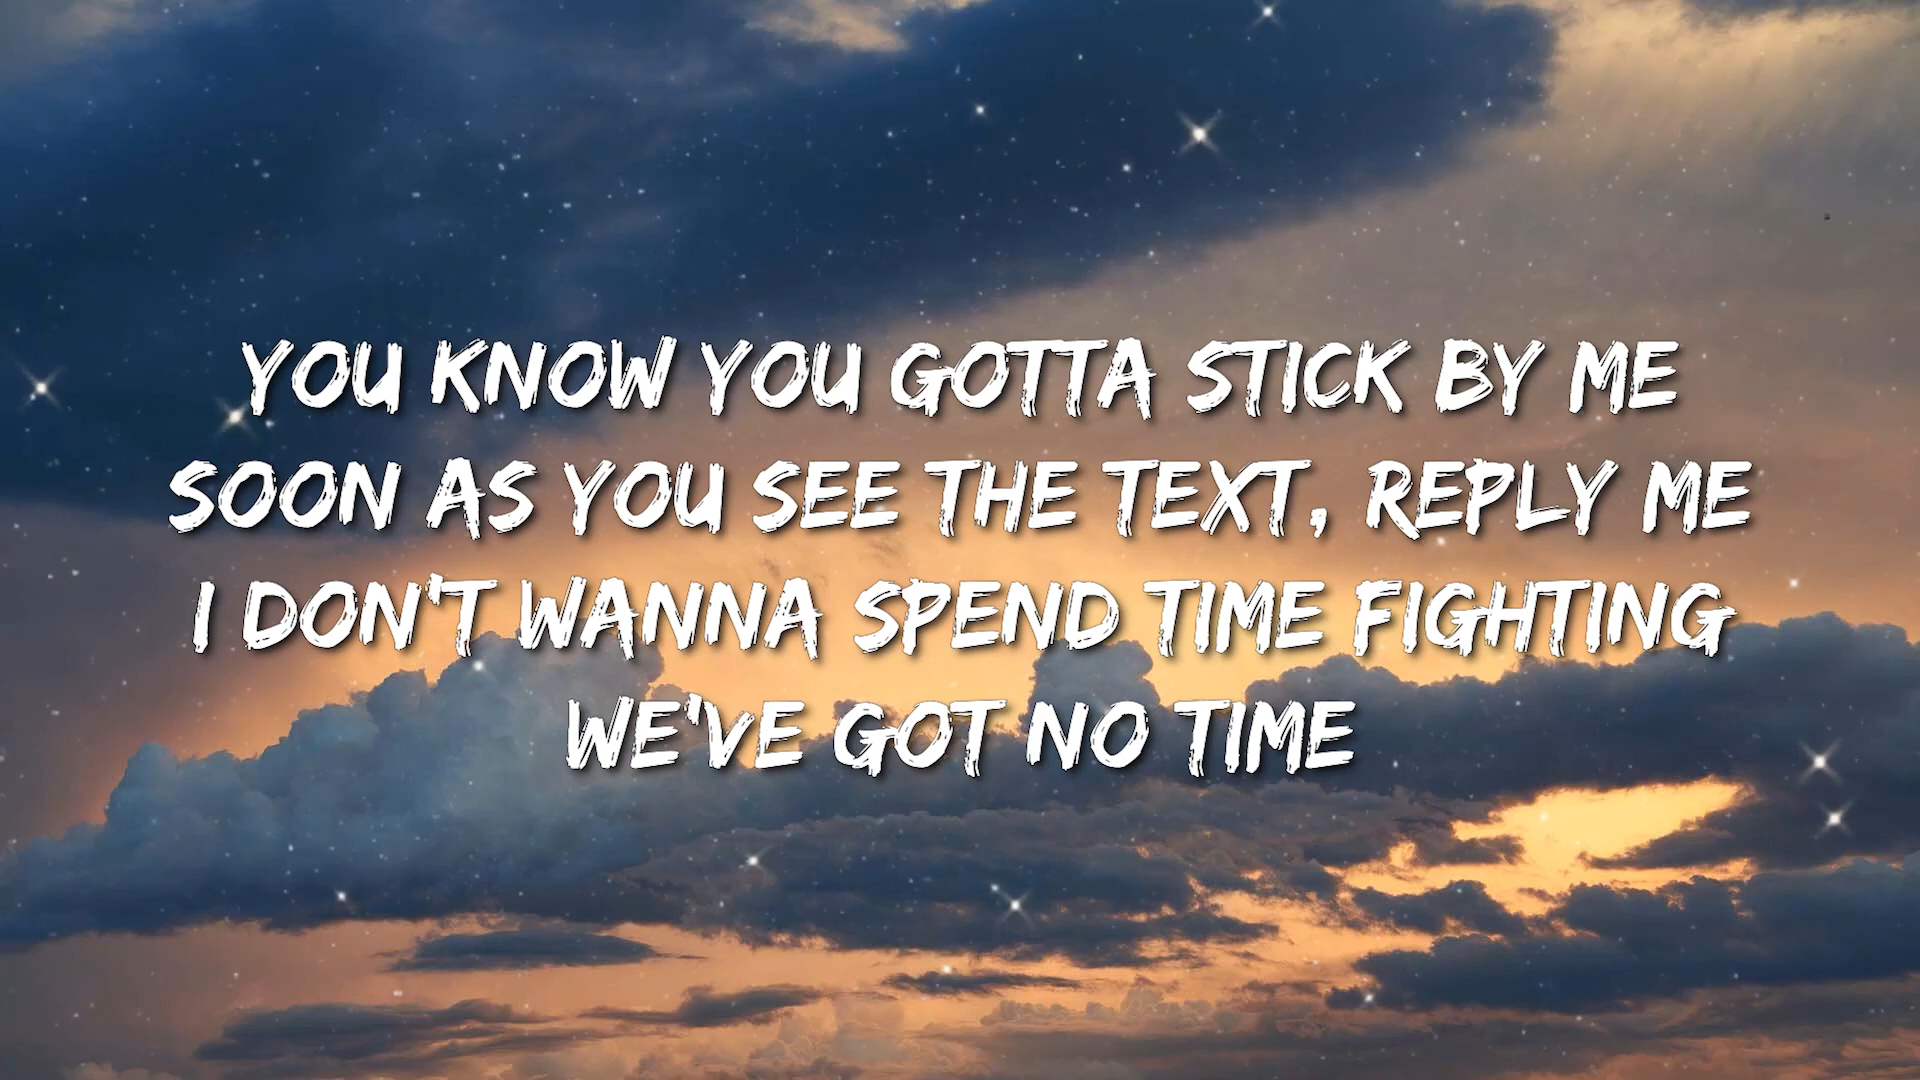 YOU KNOW YOU GOTTA STICK BY ME
SOON AS YOU SEE THE TEXT, REPLY ME
I DON'T WANNA SPEND TIME FIGHTING
WE'VE GOT NO TIME